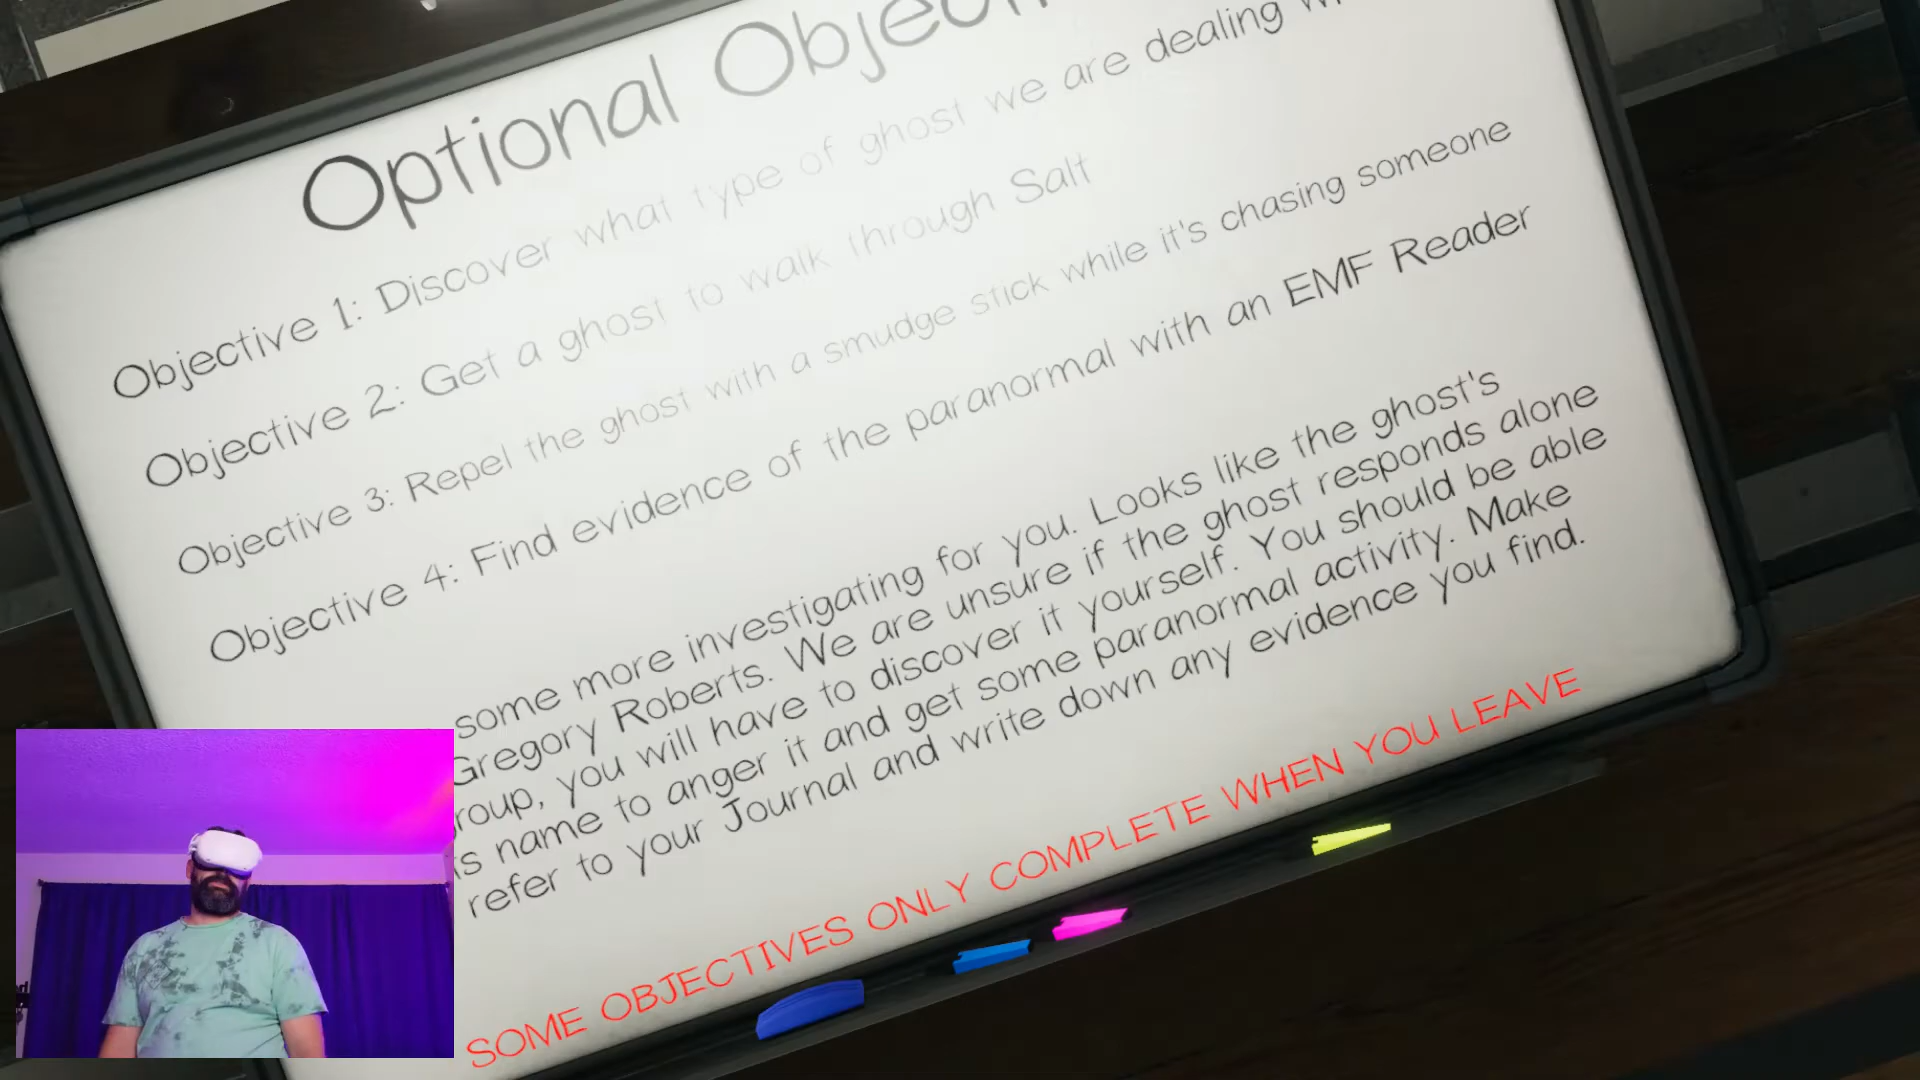 Optional
Objective 1: Discover what type of ghost we are dealing
Objective 2: Get a ghost to walk through Salt
Objective 3: Repel the ghost with a smudge stick while it's chasing someone
Objective 4: Find evidence of the paranormal with an EMF Reader
some more investigating for you. Looks like the ghost's
Gregory Roberts. We are unsure if the ghost responds alone
you will have to discover it yourself. You should be able
name to anger it and get some paranormal activity. Make
refer to your Journal and write down any evidence you find.
SOME OBJECTIVES ONLY COMPLETE WHEN YOU LEAVE